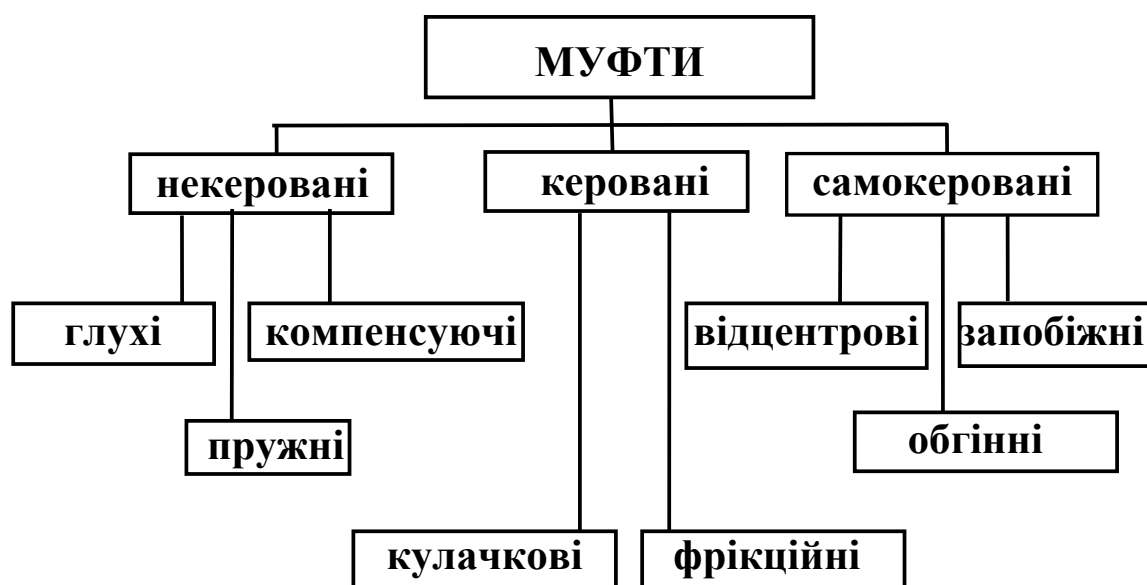 МУФТИ
некеровані
керовані
самокеровані
глухі
компенсуючі
відцентрові
запобіжні
пружні
обгінні
кулачкові
фрікційні